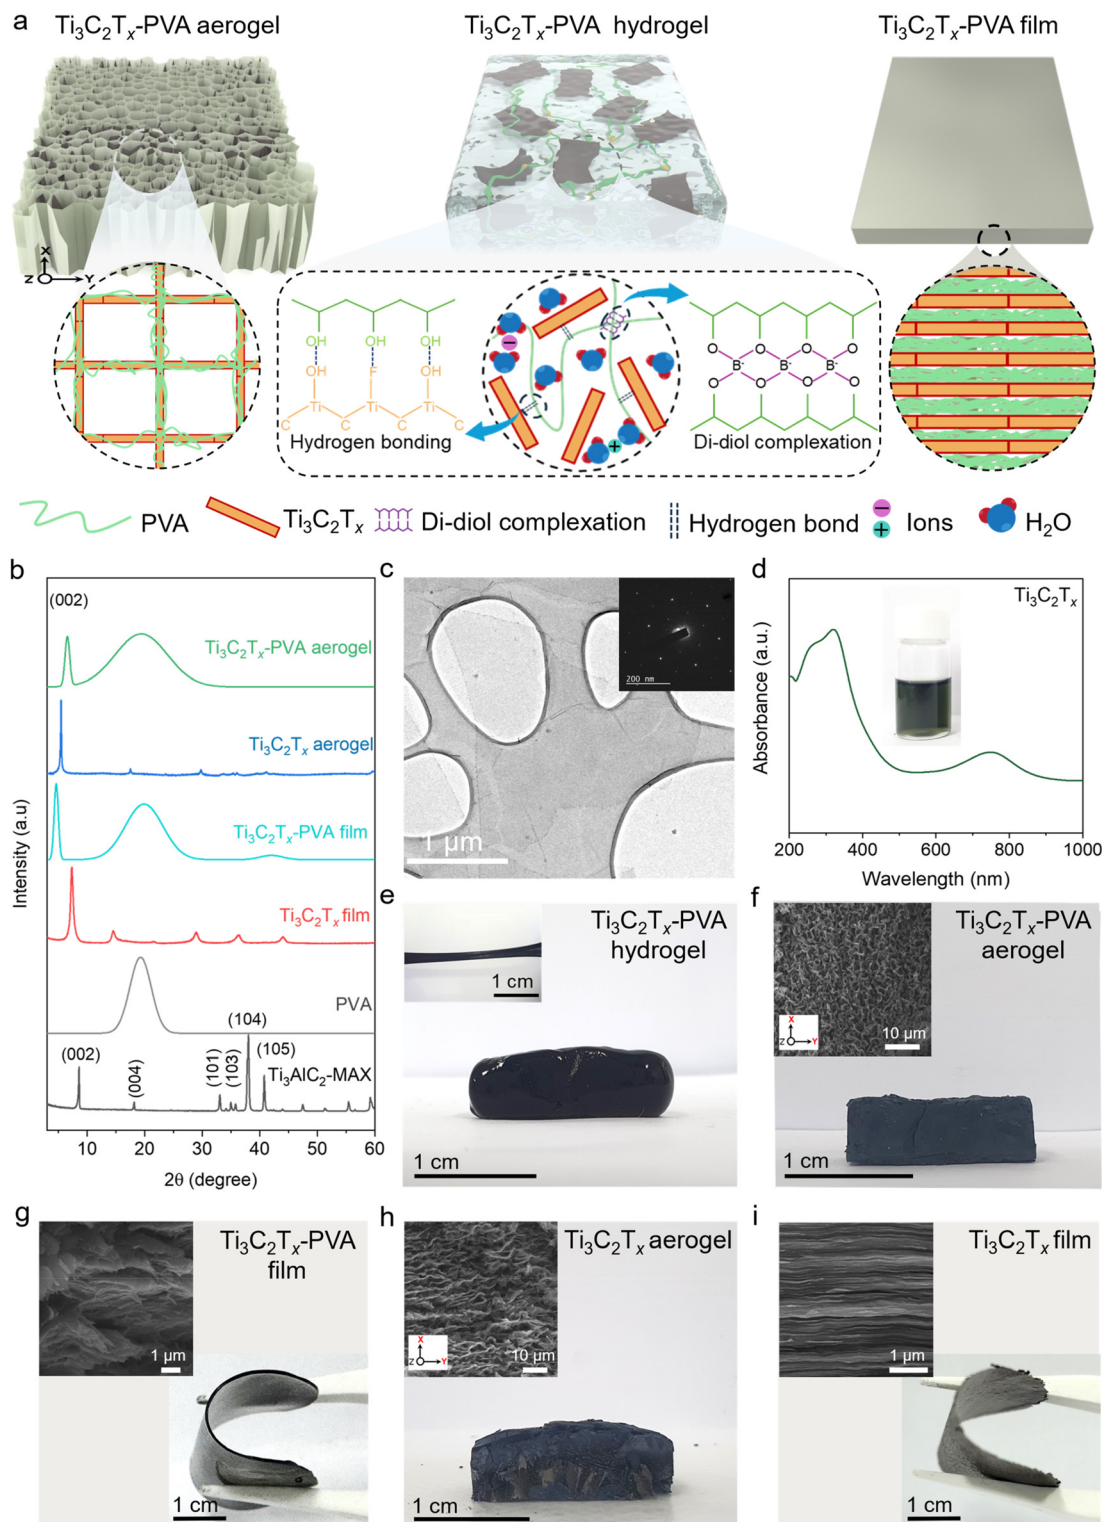 a
Ti₃C₂Tₓ-PVA aerogel
Ti₃C₂Tₓ-PVA hydrogel
Ti₃C₂Tₓ-PVA film
X
Z
Y
OH OH OH
OH F OH
Ti Ti Ti
C C C C
Hydrogen bonding
−
+
O O O O
B⁻ B⁻ B⁻
O O O O
Di-diol complexation
PVA
Ti₃C₂Tₓ
Di-diol complexation
Hydrogen bond
−
+
Ions
H₂O
b
(002)
Ti₃C₂Tₓ-PVA aerogel
Ti₃C₂Tₓ aerogel
Ti₃C₂Tₓ-PVA film
Ti₃C₂Tₓ film
PVA
(002)
(004)
(101)
(103)
(104)
(105)
Ti₃AlC₂-MAX
10 20 30 40 50 60
2θ (degree)
Intensity (a.u)
c
200 nm
1 µm
d
Ti₃C₂Tₓ
Absorbance (a.u.)
200 400 600 800 1000
Wavelength (nm)
e
Ti₃C₂Tₓ-PVA
hydrogel
1 cm
1 cm
f
Ti₃C₂Tₓ-PVA
aerogel
X
Z
Y
10 µm
1 cm
g
Ti₃C₂Tₓ-PVA
film
1 µm
1 cm
h
Ti₃C₂Tₓ aerogel
X
Z
Y
10 µm
1 cm
i
Ti₃C₂Tₓ film
1 µm
1 cm